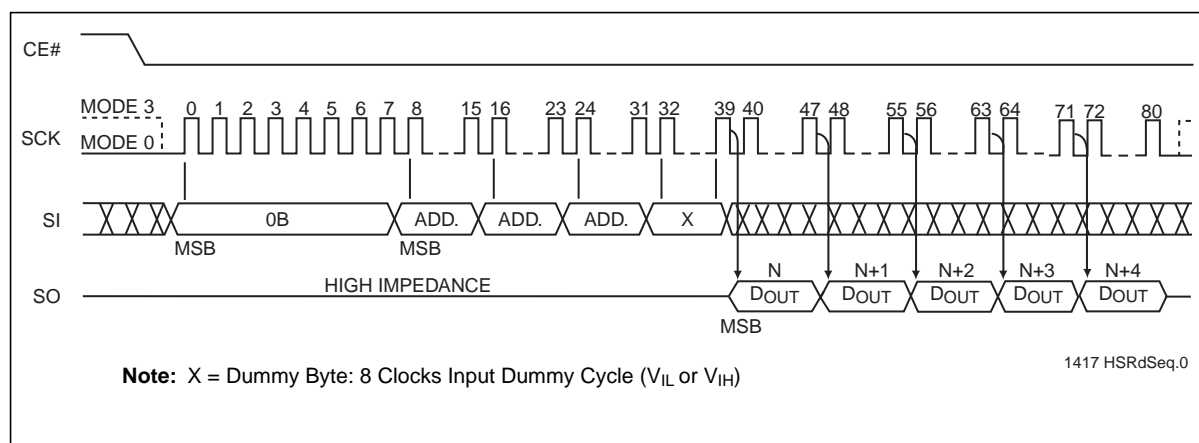 CE#
MODE 3
0 1 2 3 4 5 6 7 8 15 16 23 24 31 32 39 40 47 48 55 56 63 64 71 72 80
SCK
MODE 0
SI
0B
ADD.
ADD.
ADD.
X
MSB
MSB
N
N+1
N+2
N+3
N+4
SO
HIGH IMPEDANCE
DOUT
DOUT
DOUT
DOUT
DOUT
MSB
1417 HSRdSeq.0
Note: X = Dummy Byte: 8 Clocks Input Dummy Cycle (VIL or VIH)